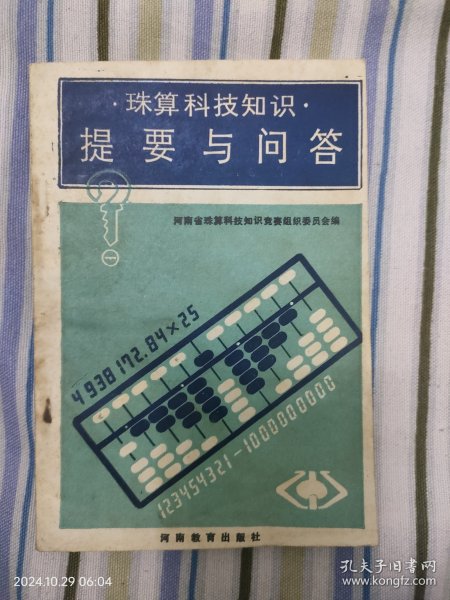 ·珠算科技知识·
提要与问答
河南省珠算科技知识竞赛组织委员会编
4938172.84×25
123454321-1000000000
河南教育出版社
2024.10.29 06:04
孔夫子旧书网
www.kongfz.com